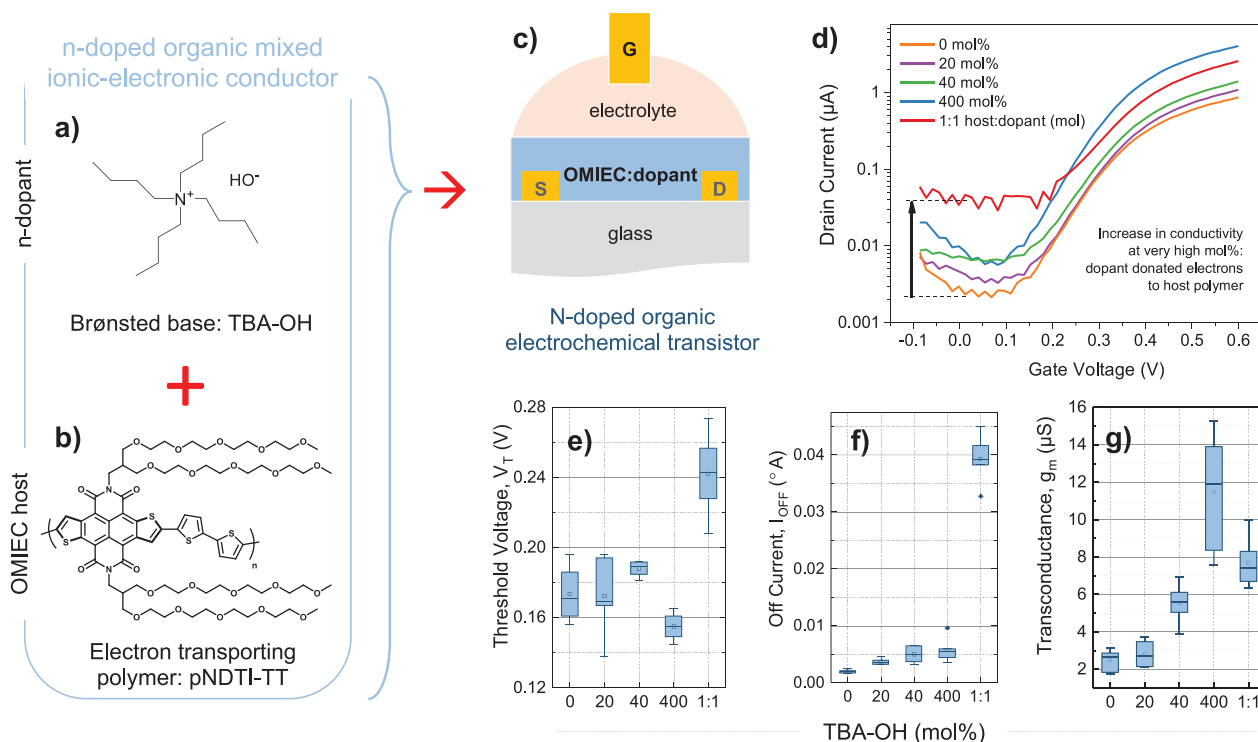 n-doped organic mixed
ionic-electronic conductor
n-dopant
a)
HO-
N+
Brønsted base: TBA-OH
+
OMIEC host
b)
O O O O O
O O O O O
O N O
S
S
S
S
n
O N O
O O O O O
O O O O O
Electron transporting
polymer: pNDTI-TT
c)
G
electrolyte
OMIEC:dopant
S
D
glass
N-doped organic
electrochemical transistor
d)
0 mol%
20 mol%
40 mol%
400 mol%
1:1 host:dopant (mol)
Drain Current (µA)
1
0.1
0.01
0.001
Increase in conductivity
at very high mol%:
dopant donated electrons
to host polymer
-0.1 0.0 0.1 0.2 0.3 0.4 0.5 0.6
Gate Voltage (V)
e)
Threshold Voltage, V_T (V)
0.28
0.24
0.20
0.16
0.12
0 20 40 400 1:1
f)
Off Current, I_OFF (° A)
0.04
0.03
0.02
0.01
0.00
0 20 40 400 1:1
g)
Transconductance, g_m (µS)
16
14
12
10
8
6
4
2
0 20 40 400 1:1
TBA-OH (mol%)